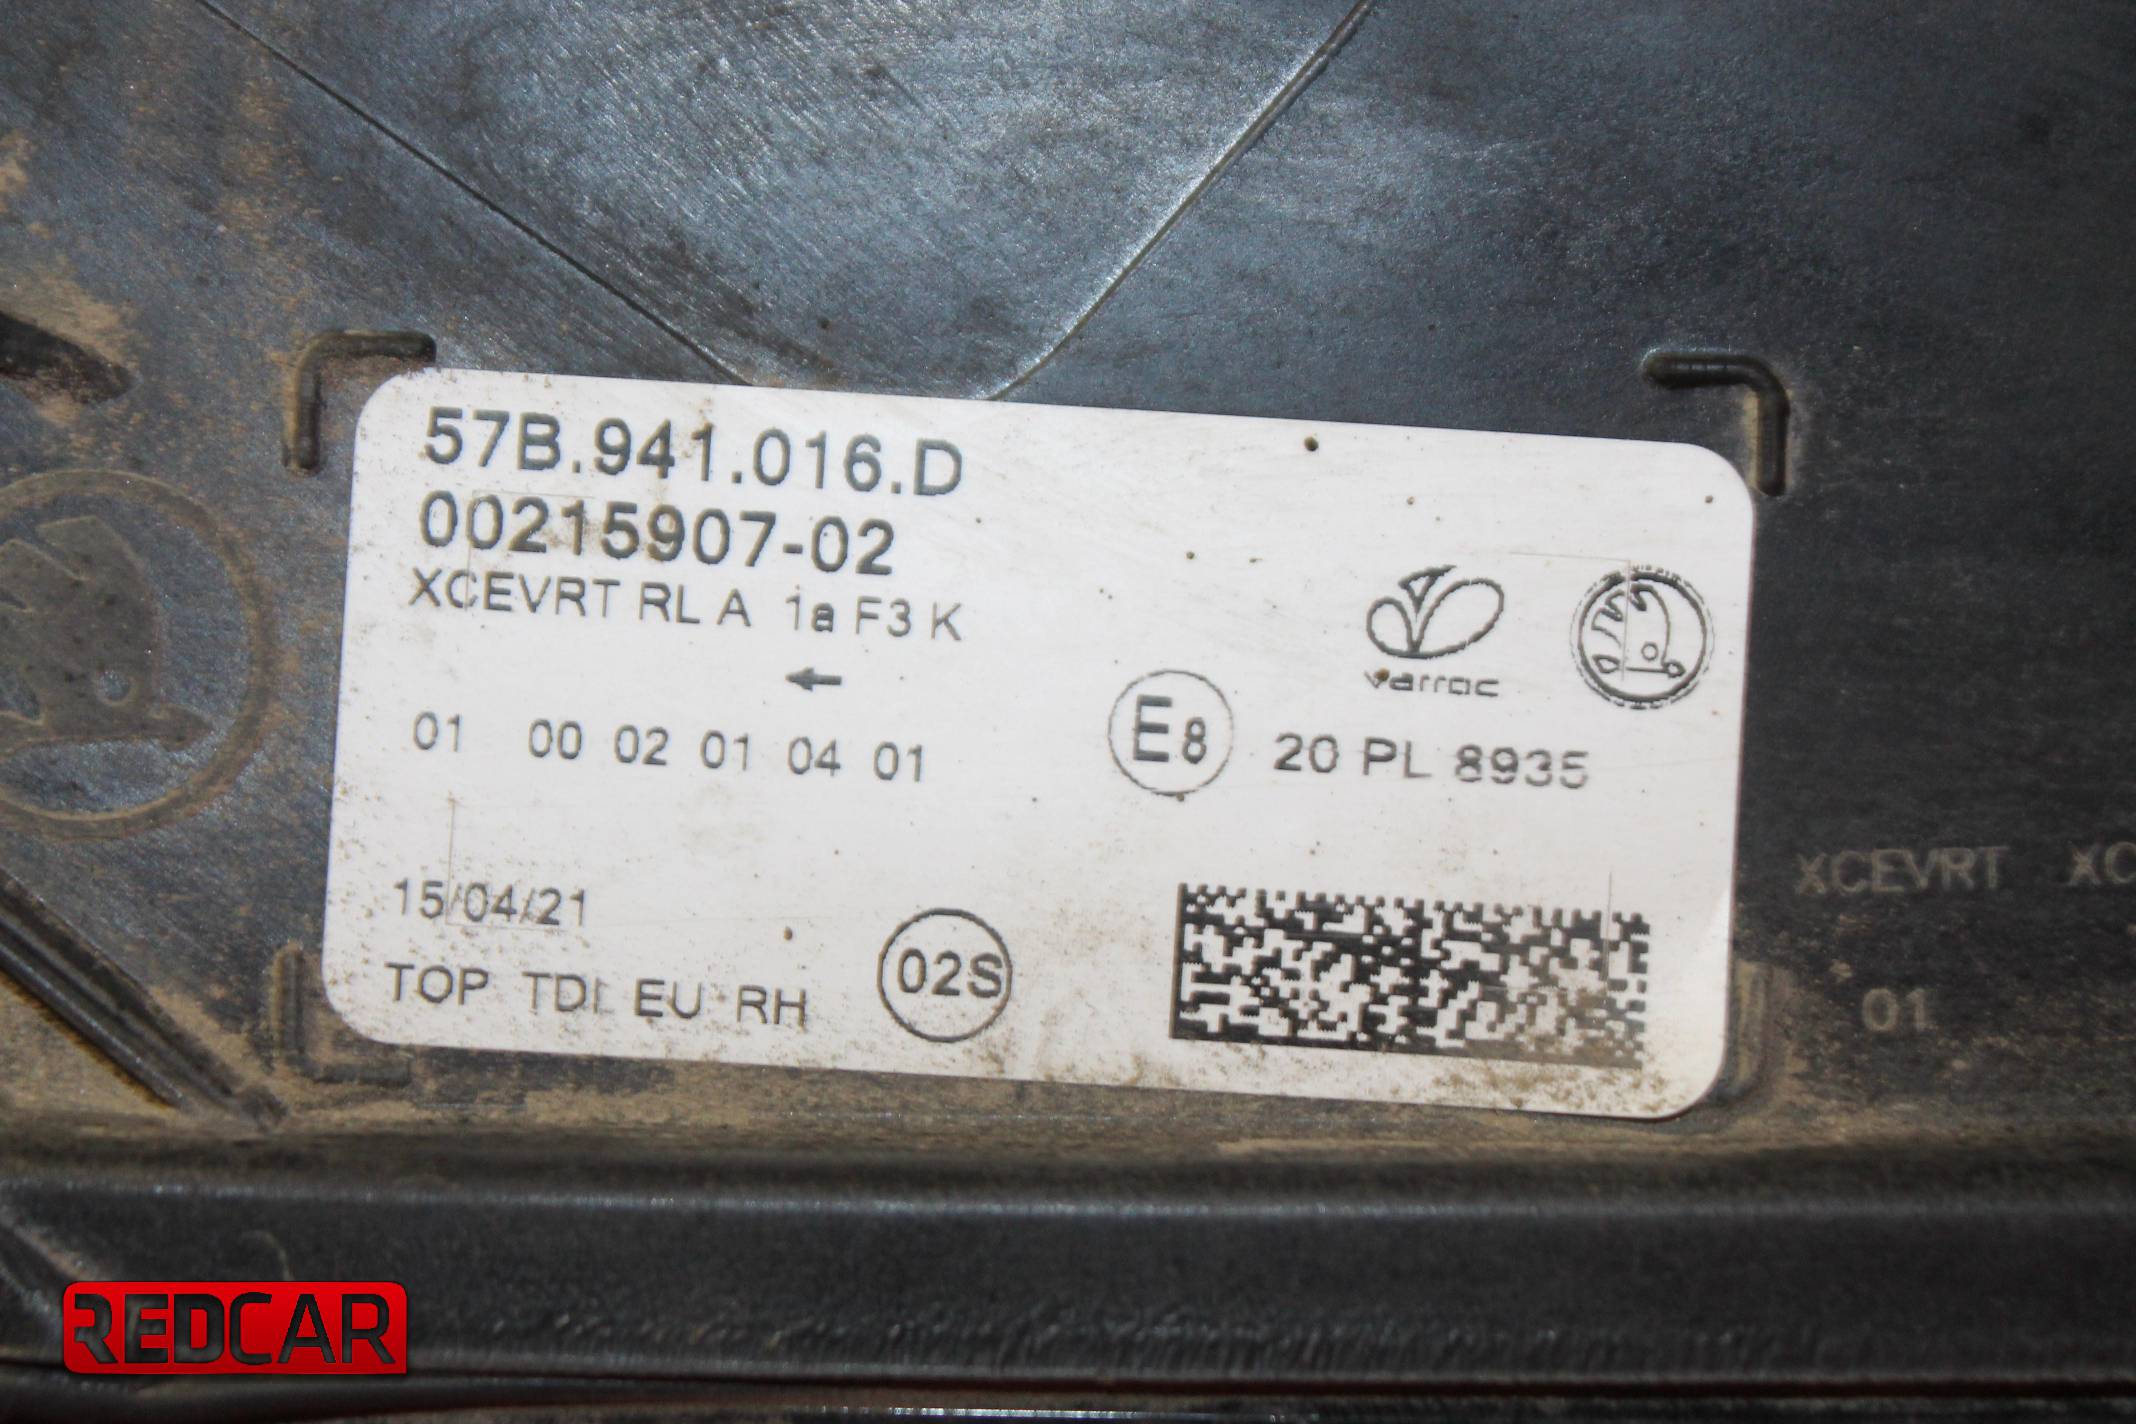 57B.941.016.D
00215907-02
XCEVRT RL A 1a F3 K
←
varroc
01 00 02 01 04 01
E8 20 PL 8935
15/04/21
TOP TDI EU RH
02S
XCEVRT XC
01
REDCAR